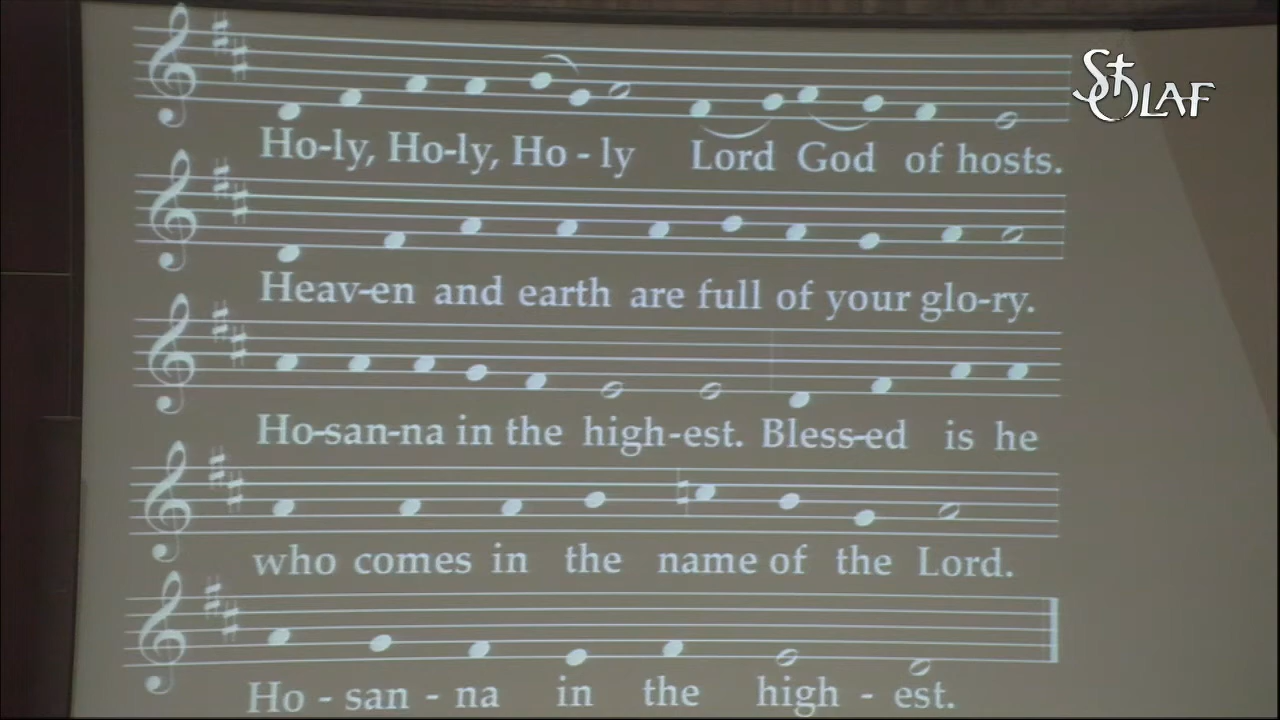 St OLAF
Ho-ly, Ho-ly, Ho - ly Lord God of hosts.
Heav-en and earth are full of your glo-ry.
Ho-san-na in the high-est. Bless-ed is he
who comes in the name of the Lord.
Ho - san - na in the high - est.